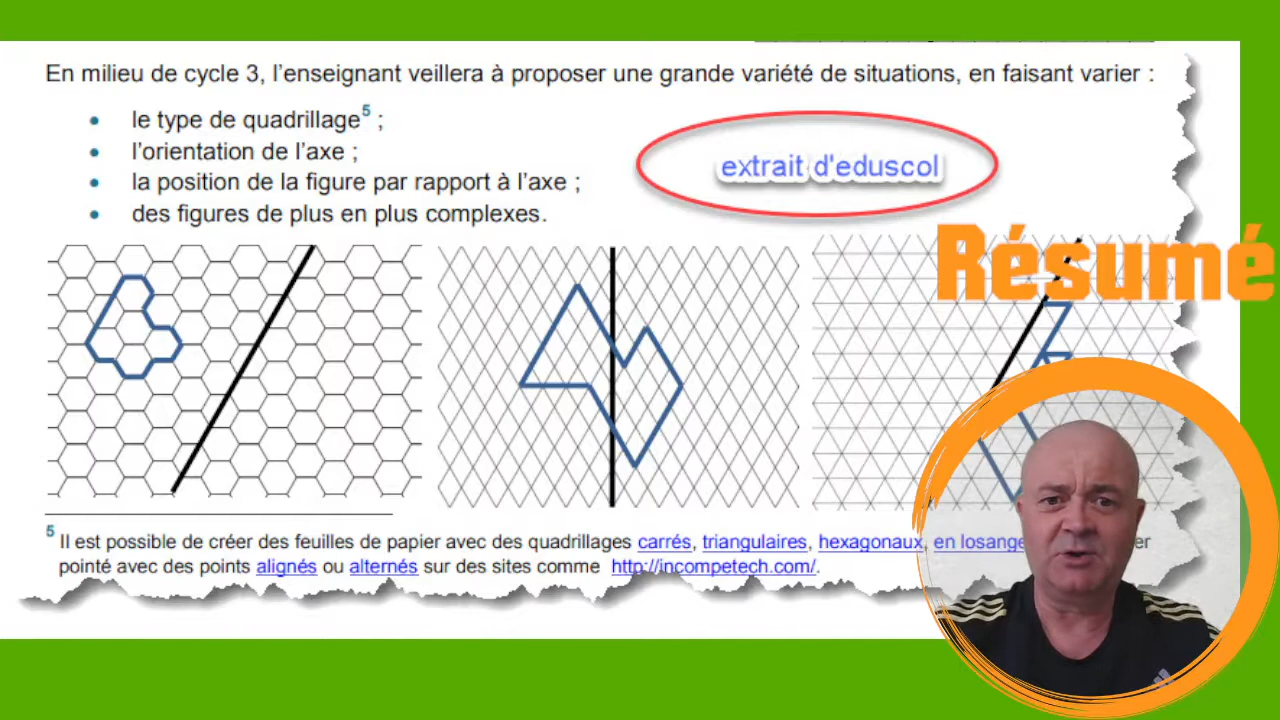 En milieu de cycle 3, l'enseignant veillera à proposer une grande variété de situations, en faisant varier :
• le type de quadrillage⁵ ;
• l'orientation de l'axe ;
• la position de la figure par rapport à l'axe ;
• des figures de plus en plus complexes.
extrait d'eduscol
Résumé
⁵ Il est possible de créer des feuilles de papier avec des quadrillages carrés, triangulaires, hexagonaux, en
pointé avec des points alignés ou alternés sur des sites comme http://incompetech.com/.